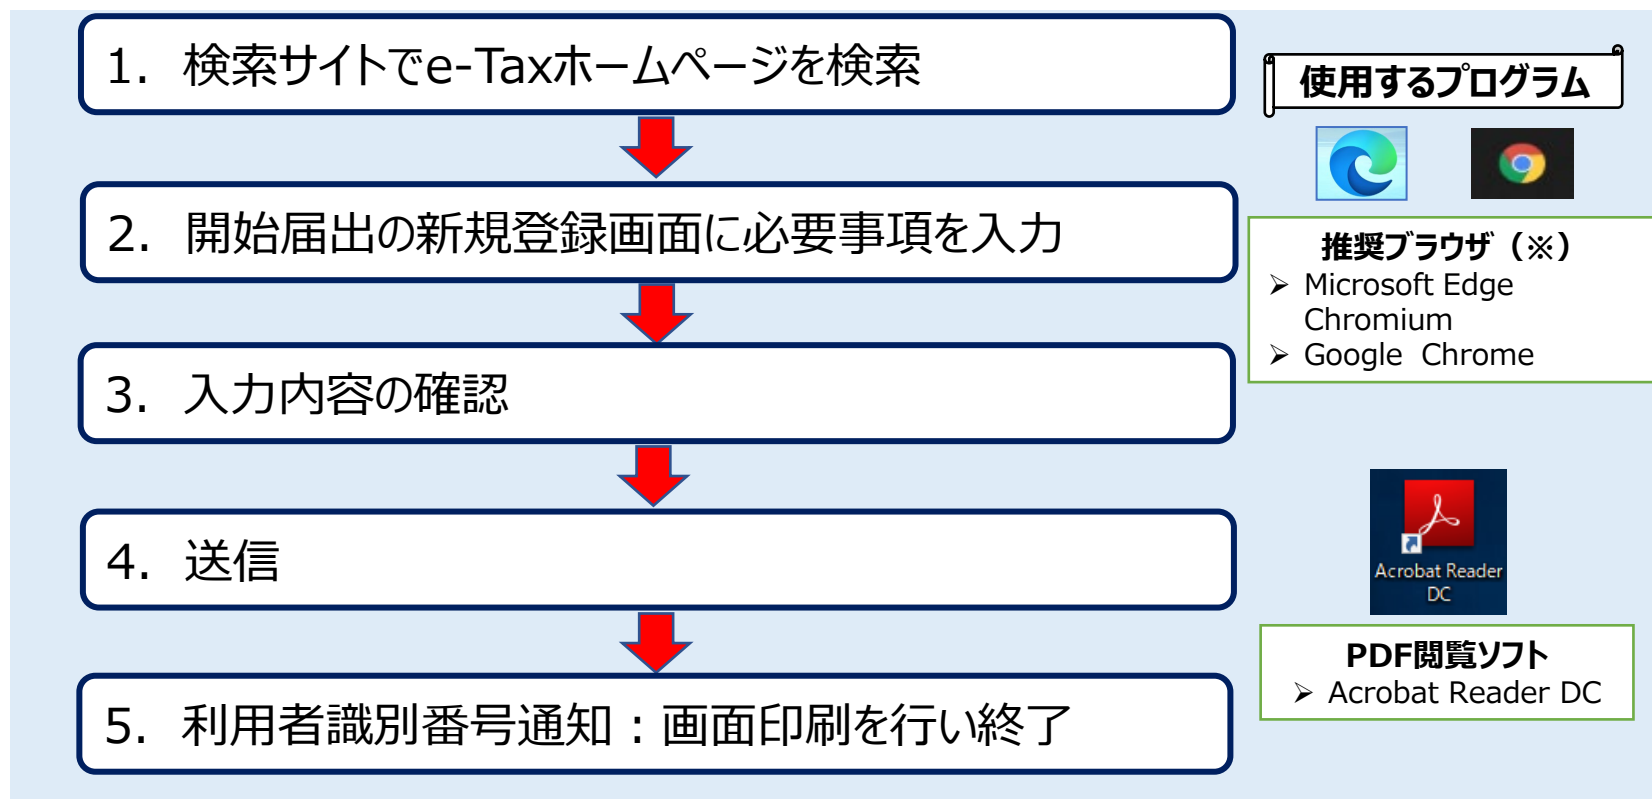 1. 検索サイトでe-Taxホームページを検索
2. 開始届出の新規登録画面に必要事項を入力
3. 入力内容の確認
4. 送信
5. 利用者識別番号通知：画面印刷を行い終了
使用するプログラム
推奨ブラウザ（※）
➢ Microsoft Edge
Chromium
➢ Google Chrome
Acrobat Reader
DC
PDF閲覧ソフト
➢ Acrobat Reader DC